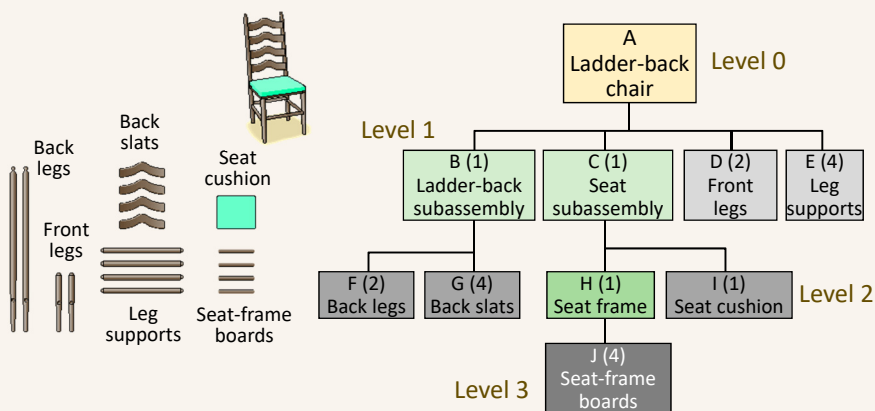 A
Ladder-back
chair
Level 0
Level 1
Back
legs
Back
slats
Seat
cushion
B (1)
Ladder-back
subassembly
C (1)
Seat
subassembly
D (2)
Front
legs
E (4)
Leg
supports
Front
legs
F (2)
Back legs
G (4)
Back slats
H (1)
Seat frame
I (1)
Seat cushion
Level 2
Leg
supports
Seat-frame
boards
J (4)
Seat-frame
boards
Level 3